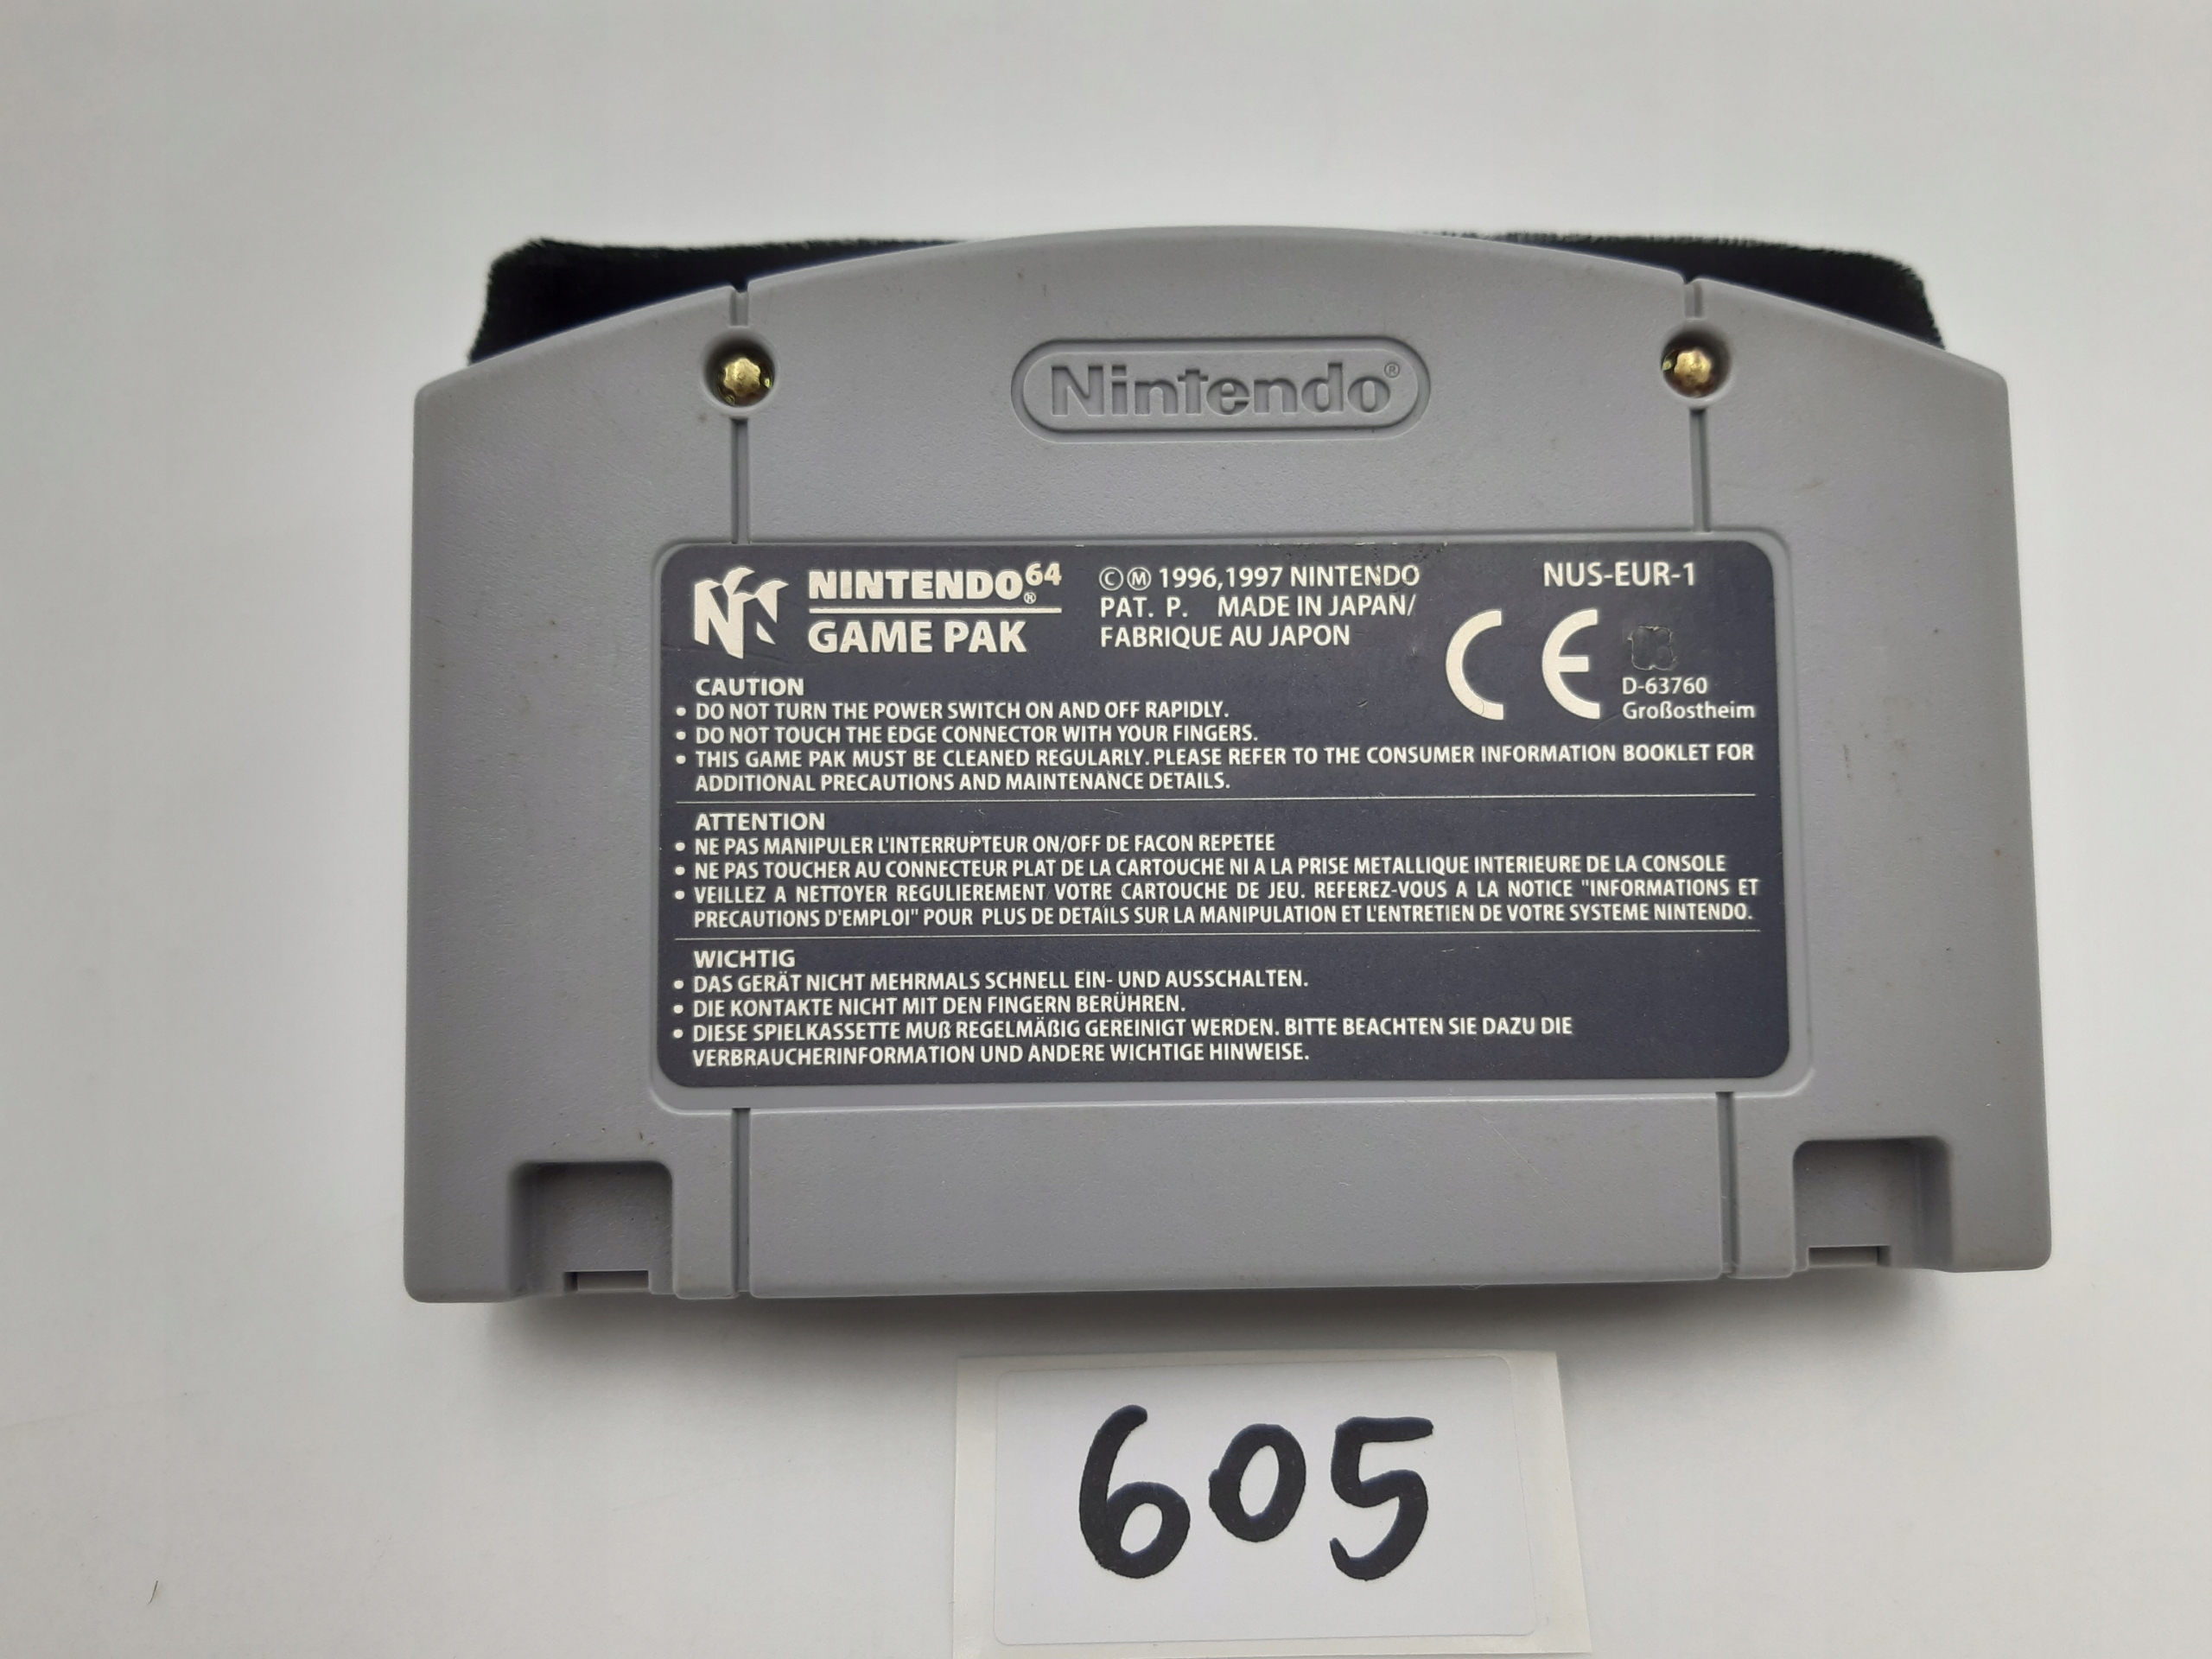 Nintendo®
NINTENDO64®
GAME PAK
©Ⓜ 1996,1997 NINTENDO
PAT. P. MADE IN JAPAN/
FABRIQUE AU JAPON
NUS-EUR-1
CE
D-63760
Großostheim
CAUTION
• DO NOT TURN THE POWER SWITCH ON AND OFF RAPIDLY.
• DO NOT TOUCH THE EDGE CONNECTOR WITH YOUR FINGERS.
• THIS GAME PAK MUST BE CLEANED REGULARLY. PLEASE REFER TO THE CONSUMER INFORMATION BOOKLET FOR
ADDITIONAL PRECAUTIONS AND MAINTENANCE DETAILS.
ATTENTION
• NE PAS MANIPULER L'INTERRUPTEUR ON/OFF DE FACON REPETEE
• NE PAS TOUCHER AU CONNECTEUR PLAT DE LA CARTOUCHE NI A LA PRISE METALLIQUE INTERIEURE DE LA CONSOLE
• VEILLEZ A NETTOYER REGULIEREMENT VOTRE CARTOUCHE DE JEU. REFEREZ-VOUS A LA NOTICE "INFORMATIONS ET
PRECAUTIONS D'EMPLOI" POUR PLUS DE DETAILS SUR LA MANIPULATION ET L'ENTRETIEN DE VOTRE SYSTEME NINTENDO.
WICHTIG
• DAS GERÄT NICHT MEHRMALS SCHNELL EIN- UND AUSSCHALTEN.
• DIE KONTAKTE NICHT MIT DEN FINGERN BERÜHREN.
• DIESE SPIELKASSETTE MUß REGELMÄßIG GEREINIGT WERDEN. BITTE BEACHTEN SIE DAZU DIE
VERBRAUCHERINFORMATION UND ANDERE WICHTIGE HINWEISE.
605